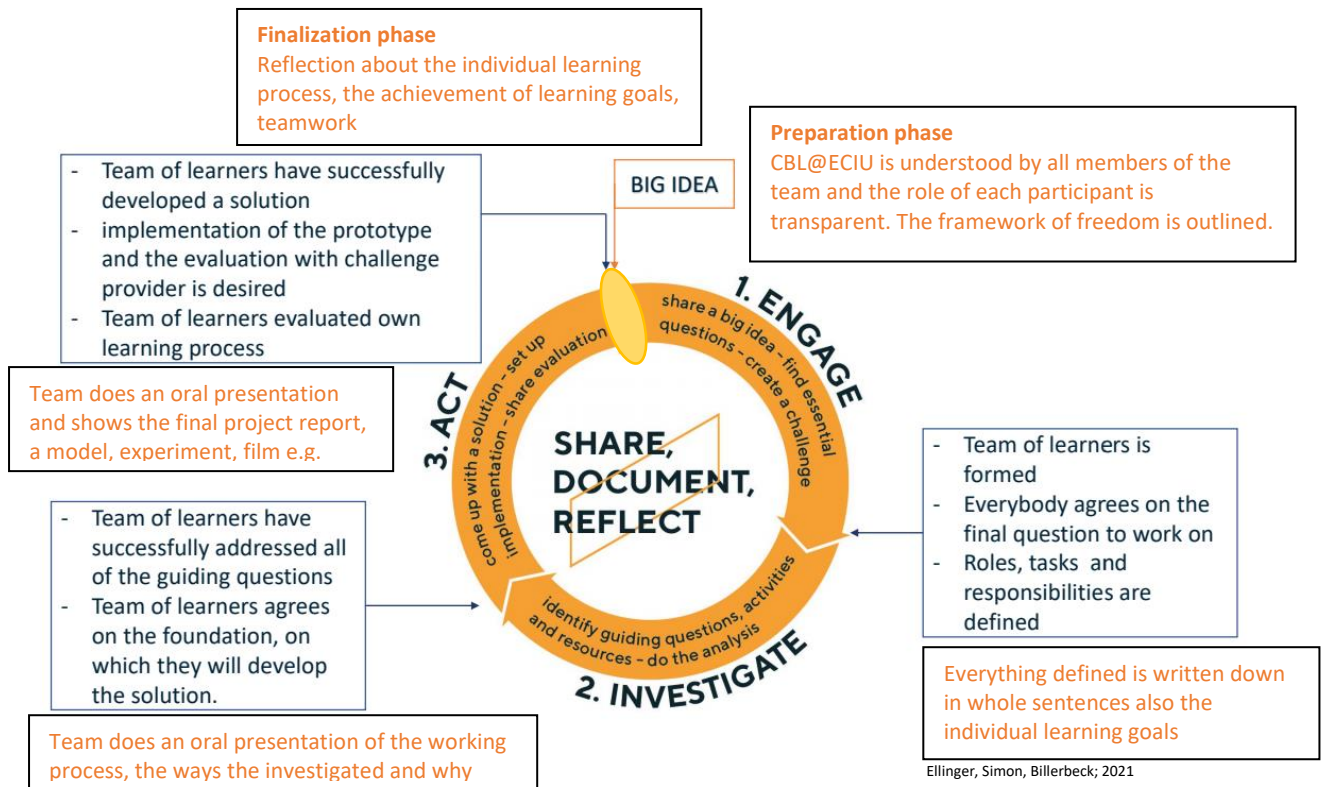 Finalization phase
Reflection about the individual learning
process, the achievement of learning goals,
teamwork
Preparation phase
CBL@ECIU is understood by all members of the
team and the role of each participant is
transparent. The framework of freedom is outlined.
BIG IDEA
- Team of learners have successfully
developed a solution
- implementation of the prototype
and the evaluation with challenge
provider is desired
- Team of learners evaluated own
learning process
Team does an oral presentation
and shows the final project report,
a model, experiment, film e.g.
1. ENGAGE
share a big idea - find essential
questions - create a challenge
3. ACT
come up with a solution - set up
implementation - share evaluation
SHARE,
DOCUMENT,
REFLECT
- Team of learners is
formed
- Everybody agrees on the
final question to work on
- Roles, tasks and
responsibilities are
defined
- Team of learners have
successfully addressed all
of the guiding questions
- Team of learners agrees
on the foundation, on
which they will develop
the solution.
identify guiding questions, activities
and resources - do the analysis
2. INVESTIGATE
Everything defined is written down
in whole sentences also the
individual learning goals
Team does an oral presentation of the working
process, the ways the investigated and why
Ellinger, Simon, Billerbeck; 2021